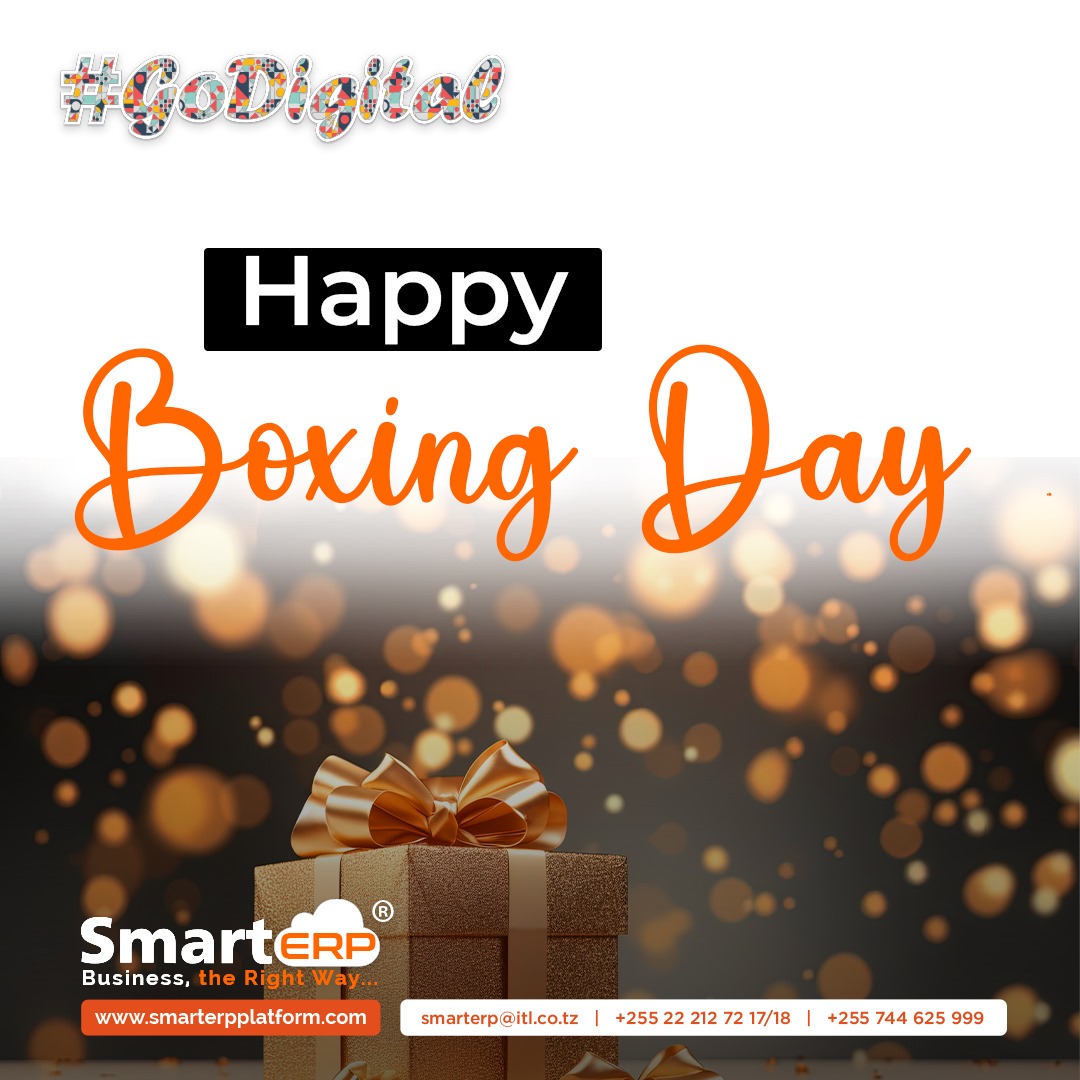 #GoDigital
Happy
Boxing Day
SmartERP®
Business, the Right Way...
www.smarterpplatform.com
smarterp@itl.co.tz | +255 22 212 72 17/18 | +255 744 625 999